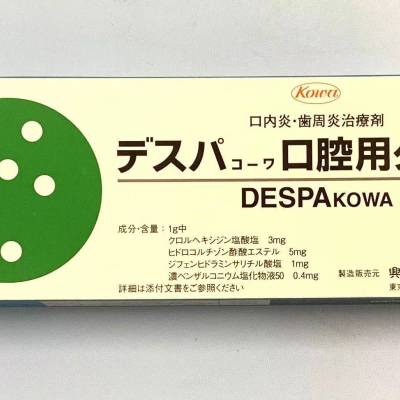 Kowa
口内炎・歯周炎治療剤
デスパコーワ口腔用
DESPAKOWA
成分・含量：1g中
クロルヘキシジン塩酸塩 3mg
ヒドロコルチゾン酢酸エステル 5mg
ジフェンヒドラミンサリチル酸塩 1mg
濃ベンザルコニウム塩化物液50 0.4mg
詳細は添付文書をご参照ください
製造販売元 興
東京